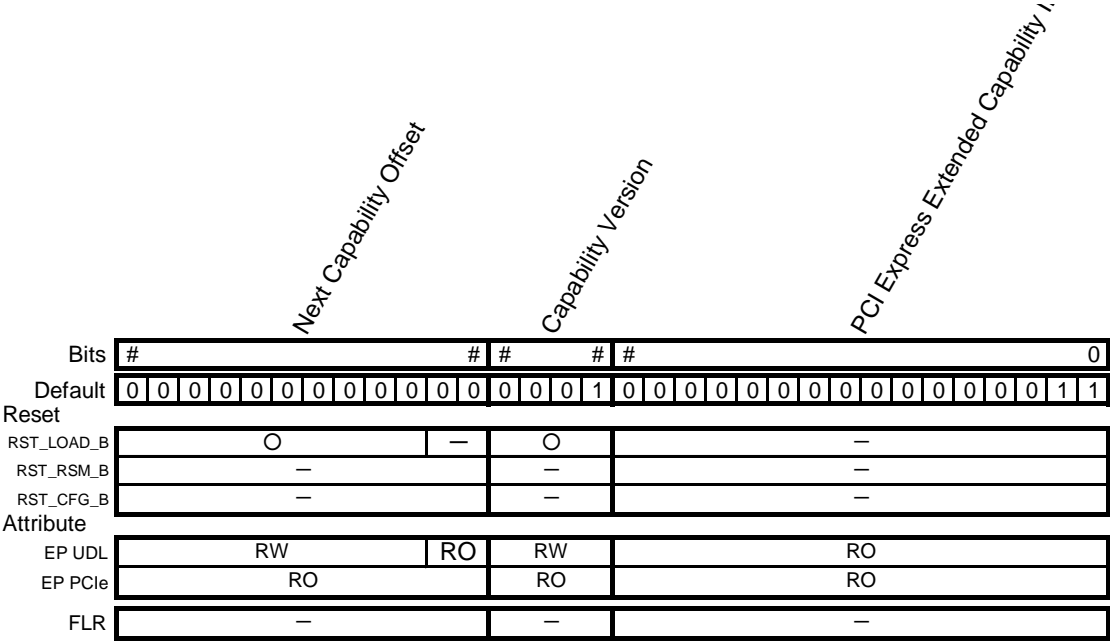 Next Capability Offset
Capability Version
PCI Express Extended Capability
Bits # # # # # 0
Default 0 0 0 0 0 0 0 0 0 0 0 0 0 0 0 1 0 0 0 0 0 0 0 0 0 0 0 0 0 0 1 1
Reset
RST_LOAD_B ○ – ○ –
RST_RSM_B – – –
RST_CFG_B – – –
Attribute
EP UDL RW RO RW RO
EP PCIe RO RO RO
FLR – – –